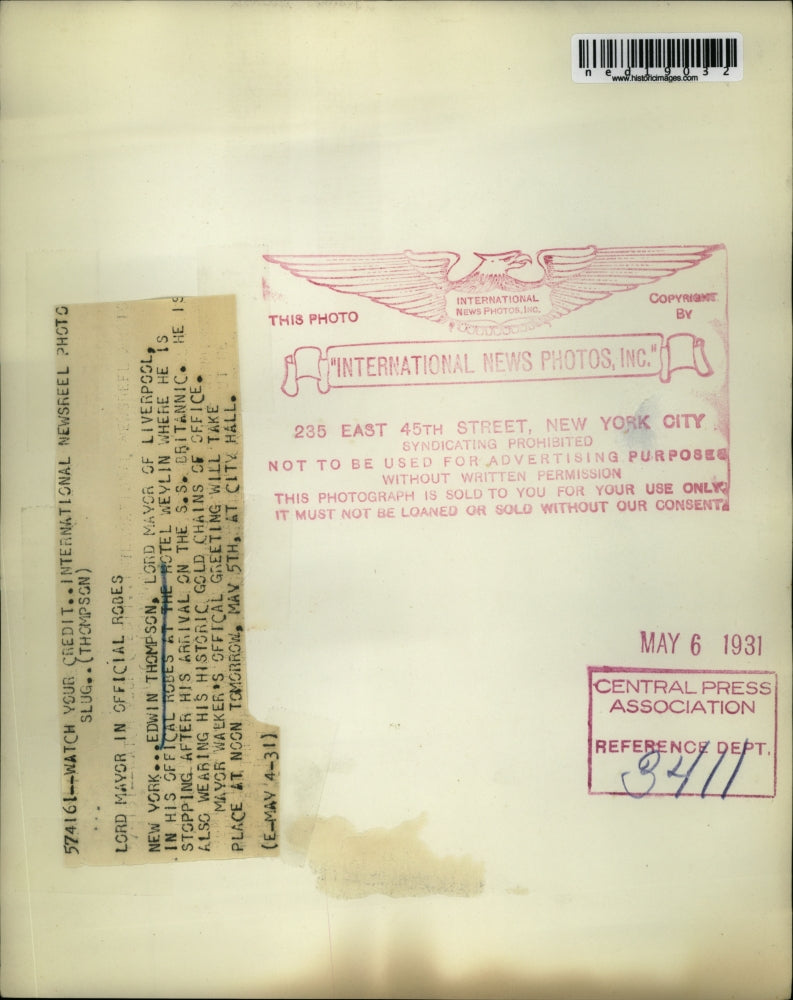 ned19032
www.historicimages.com
574161--WATCH YOUR CREDIT..INTERNATIONAL NEWSREEL PHOTO
SLUG..(THOMPSON)
LORD MAYOR IN OFFICIAL ROBES
NEW YORK...EDWIN THOMPSON, LORD MAYOR OF LIVERPOOL,
IN HIS OFFICAL ROBES AT THE HOTEL WEYLIN WHERE HE IS
STOPPING AFTER HIS ARRIVAL ON THE S.S. BRITANNIC. HE IS
ALSO WEARING HIS HISTORIC GOLD CHAINS OF OFFICE.
MAYOR WALKER'S OFFICAL GREETING WILL TAKE
PLACE AT NOON TOMORROW, MAY 5TH, AT CITY HALL.
(E-MAY 4-31)
INTERNATIONAL
NEWS PHOTOS, INC.
THIS PHOTO
COPYRIGHT
BY
"INTERNATIONAL NEWS PHOTOS, INC."
235 EAST 45TH STREET, NEW YORK CITY
SYNDICATING PROHIBITED
NOT TO BE USED FOR ADVERTISING PURPOSES
WITHOUT WRITTEN PERMISSION
THIS PHOTOGRAPH IS SOLD TO YOU FOR YOUR USE ONLY
IT MUST NOT BE LOANED OR SOLD WITHOUT OUR CONSENT
MAY 6 1931
CENTRAL PRESS
ASSOCIATION
REFERENCE DEPT.
3411